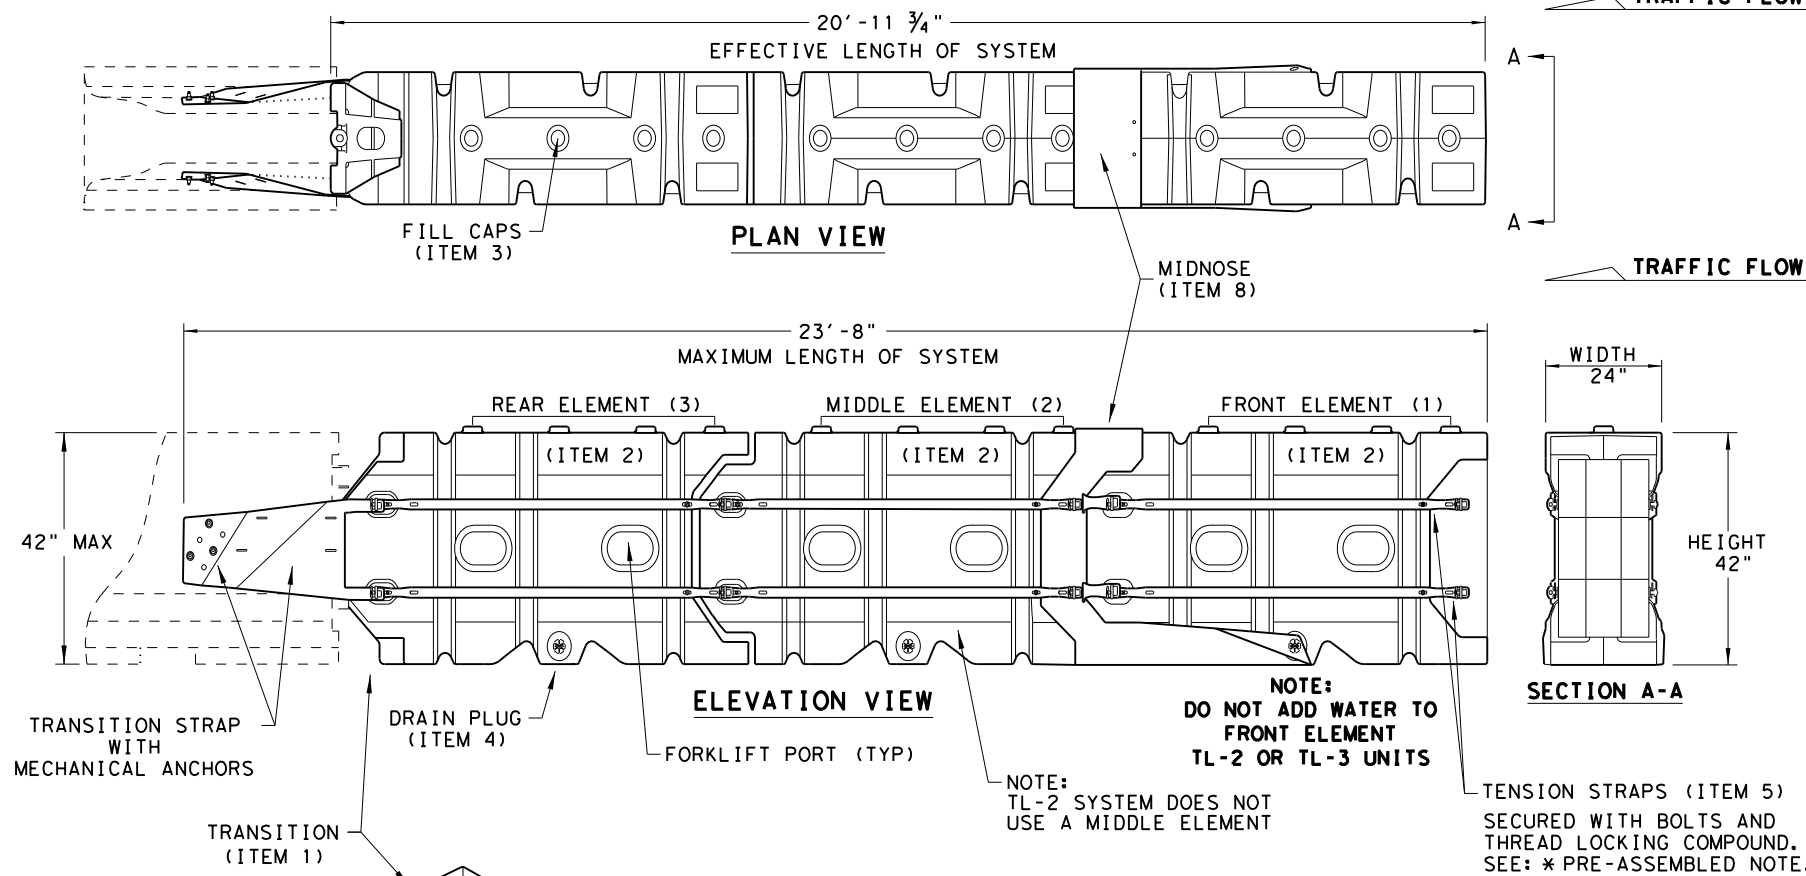 TRAFFIC FLOW
20'-11 3/4"
EFFECTIVE LENGTH OF SYSTEM
A
A
FILL CAPS
(ITEM 3)
PLAN VIEW
MIDNOSE
(ITEM 8)
TRAFFIC FLOW
23'-8"
MAXIMUM LENGTH OF SYSTEM
WIDTH
24"
REAR ELEMENT (3)
MIDDLE ELEMENT (2)
FRONT ELEMENT (1)
(ITEM 2)
(ITEM 2)
(ITEM 2)
42" MAX
HEIGHT
42"
SECTION A-A
ELEVATION VIEW
NOTE:
DO NOT ADD WATER TO
FRONT ELEMENT
TL-2 OR TL-3 UNITS
TRANSITION STRAP
WITH
MECHANICAL ANCHORS
DRAIN PLUG
(ITEM 4)
FORKLIFT PORT (TYP)
NOTE:
TL-2 SYSTEM DOES NOT
USE A MIDDLE ELEMENT
TENSION STRAPS (ITEM 5)
SECURED WITH BOLTS AND
THREAD LOCKING COMPOUND.
SEE: * PRE-ASSEMBLED NOTE.
TRANSITION
(ITEM 1)